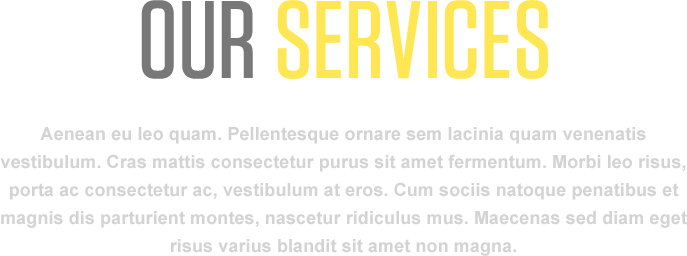 OUR SERVICES
Aenean eu leo quam. Pellentesque ornare sem lacinia quam venenatis
vestibulum. Cras mattis consectetur purus sit amet fermentum. Morbi leo risus,
porta ac consectetur ac, vestibulum at eros. Cum sociis natoque penatibus et
magnis dis parturient montes, nascetur ridiculus mus. Maecenas sed diam eget
risus varius blandit sit amet non magna.